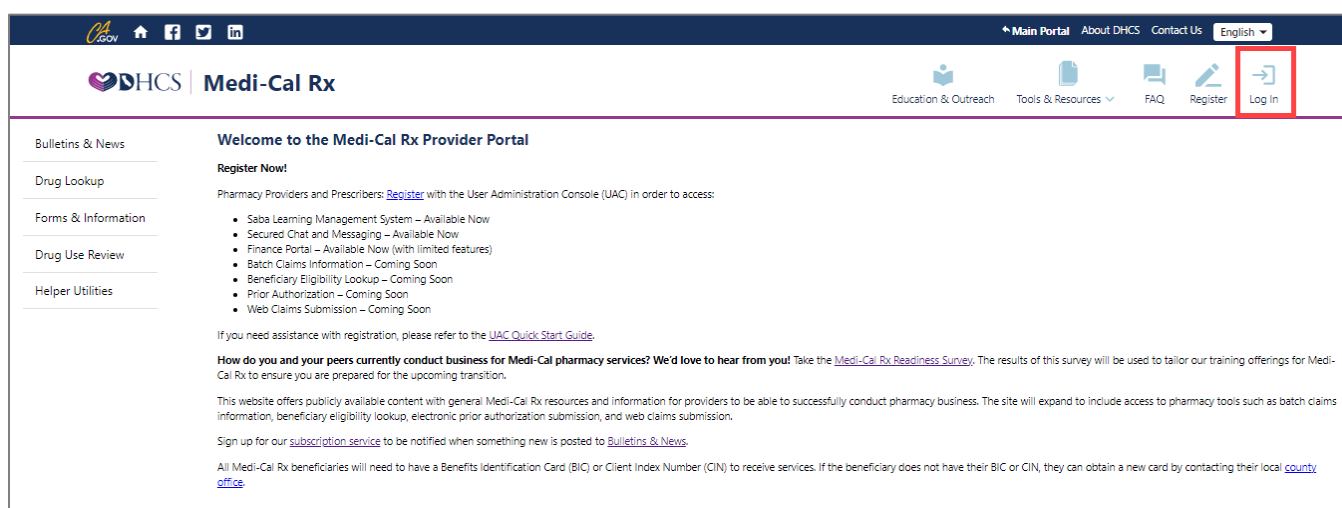 CA.GOV
Main Portal About DHCS Contact Us English
DHCS Medi-Cal Rx
Education & Outreach Tools & Resources FAQ Register Log In
Bulletins & News
Drug Lookup
Forms & Information
Drug Use Review
Helper Utilities
Welcome to the Medi-Cal Rx Provider Portal
Register Now!
Pharmacy Providers and Prescribers: Register with the User Administration Console (UAC) in order to access:
• Saba Learning Management System – Available Now
• Secured Chat and Messaging – Available Now
• Finance Portal – Available Now (with limited features)
• Batch Claims Information – Coming Soon
• Beneficiary Eligibility Lookup – Coming Soon
• Prior Authorization – Coming Soon
• Web Claims Submission – Coming Soon
If you need assistance with registration, please refer to the UAC Quick Start Guide.
How do you and your peers currently conduct business for Medi-Cal pharmacy services? We'd love to hear from you! Take the Medi-Cal Rx Readiness Survey. The results of this survey will be used to tailor our training offerings for Medi-
Cal Rx to ensure you are prepared for the upcoming transition.
This website offers publicly available content with general Medi-Cal Rx resources and information for providers to be able to successfully conduct pharmacy business. The site will expand to include access to pharmacy tools such as batch claims
information, beneficiary eligibility lookup, electronic prior authorization submission, and web claims submission.
Sign up for our subscription service to be notified when something new is posted to Bulletins & News.
All Medi-Cal Rx beneficiaries will need to have a Benefits Identification Card (BIC) or Client Index Number (CIN) to receive services. If the beneficiary does not have their BIC or CIN, they can obtain a new card by contacting their local county
office.